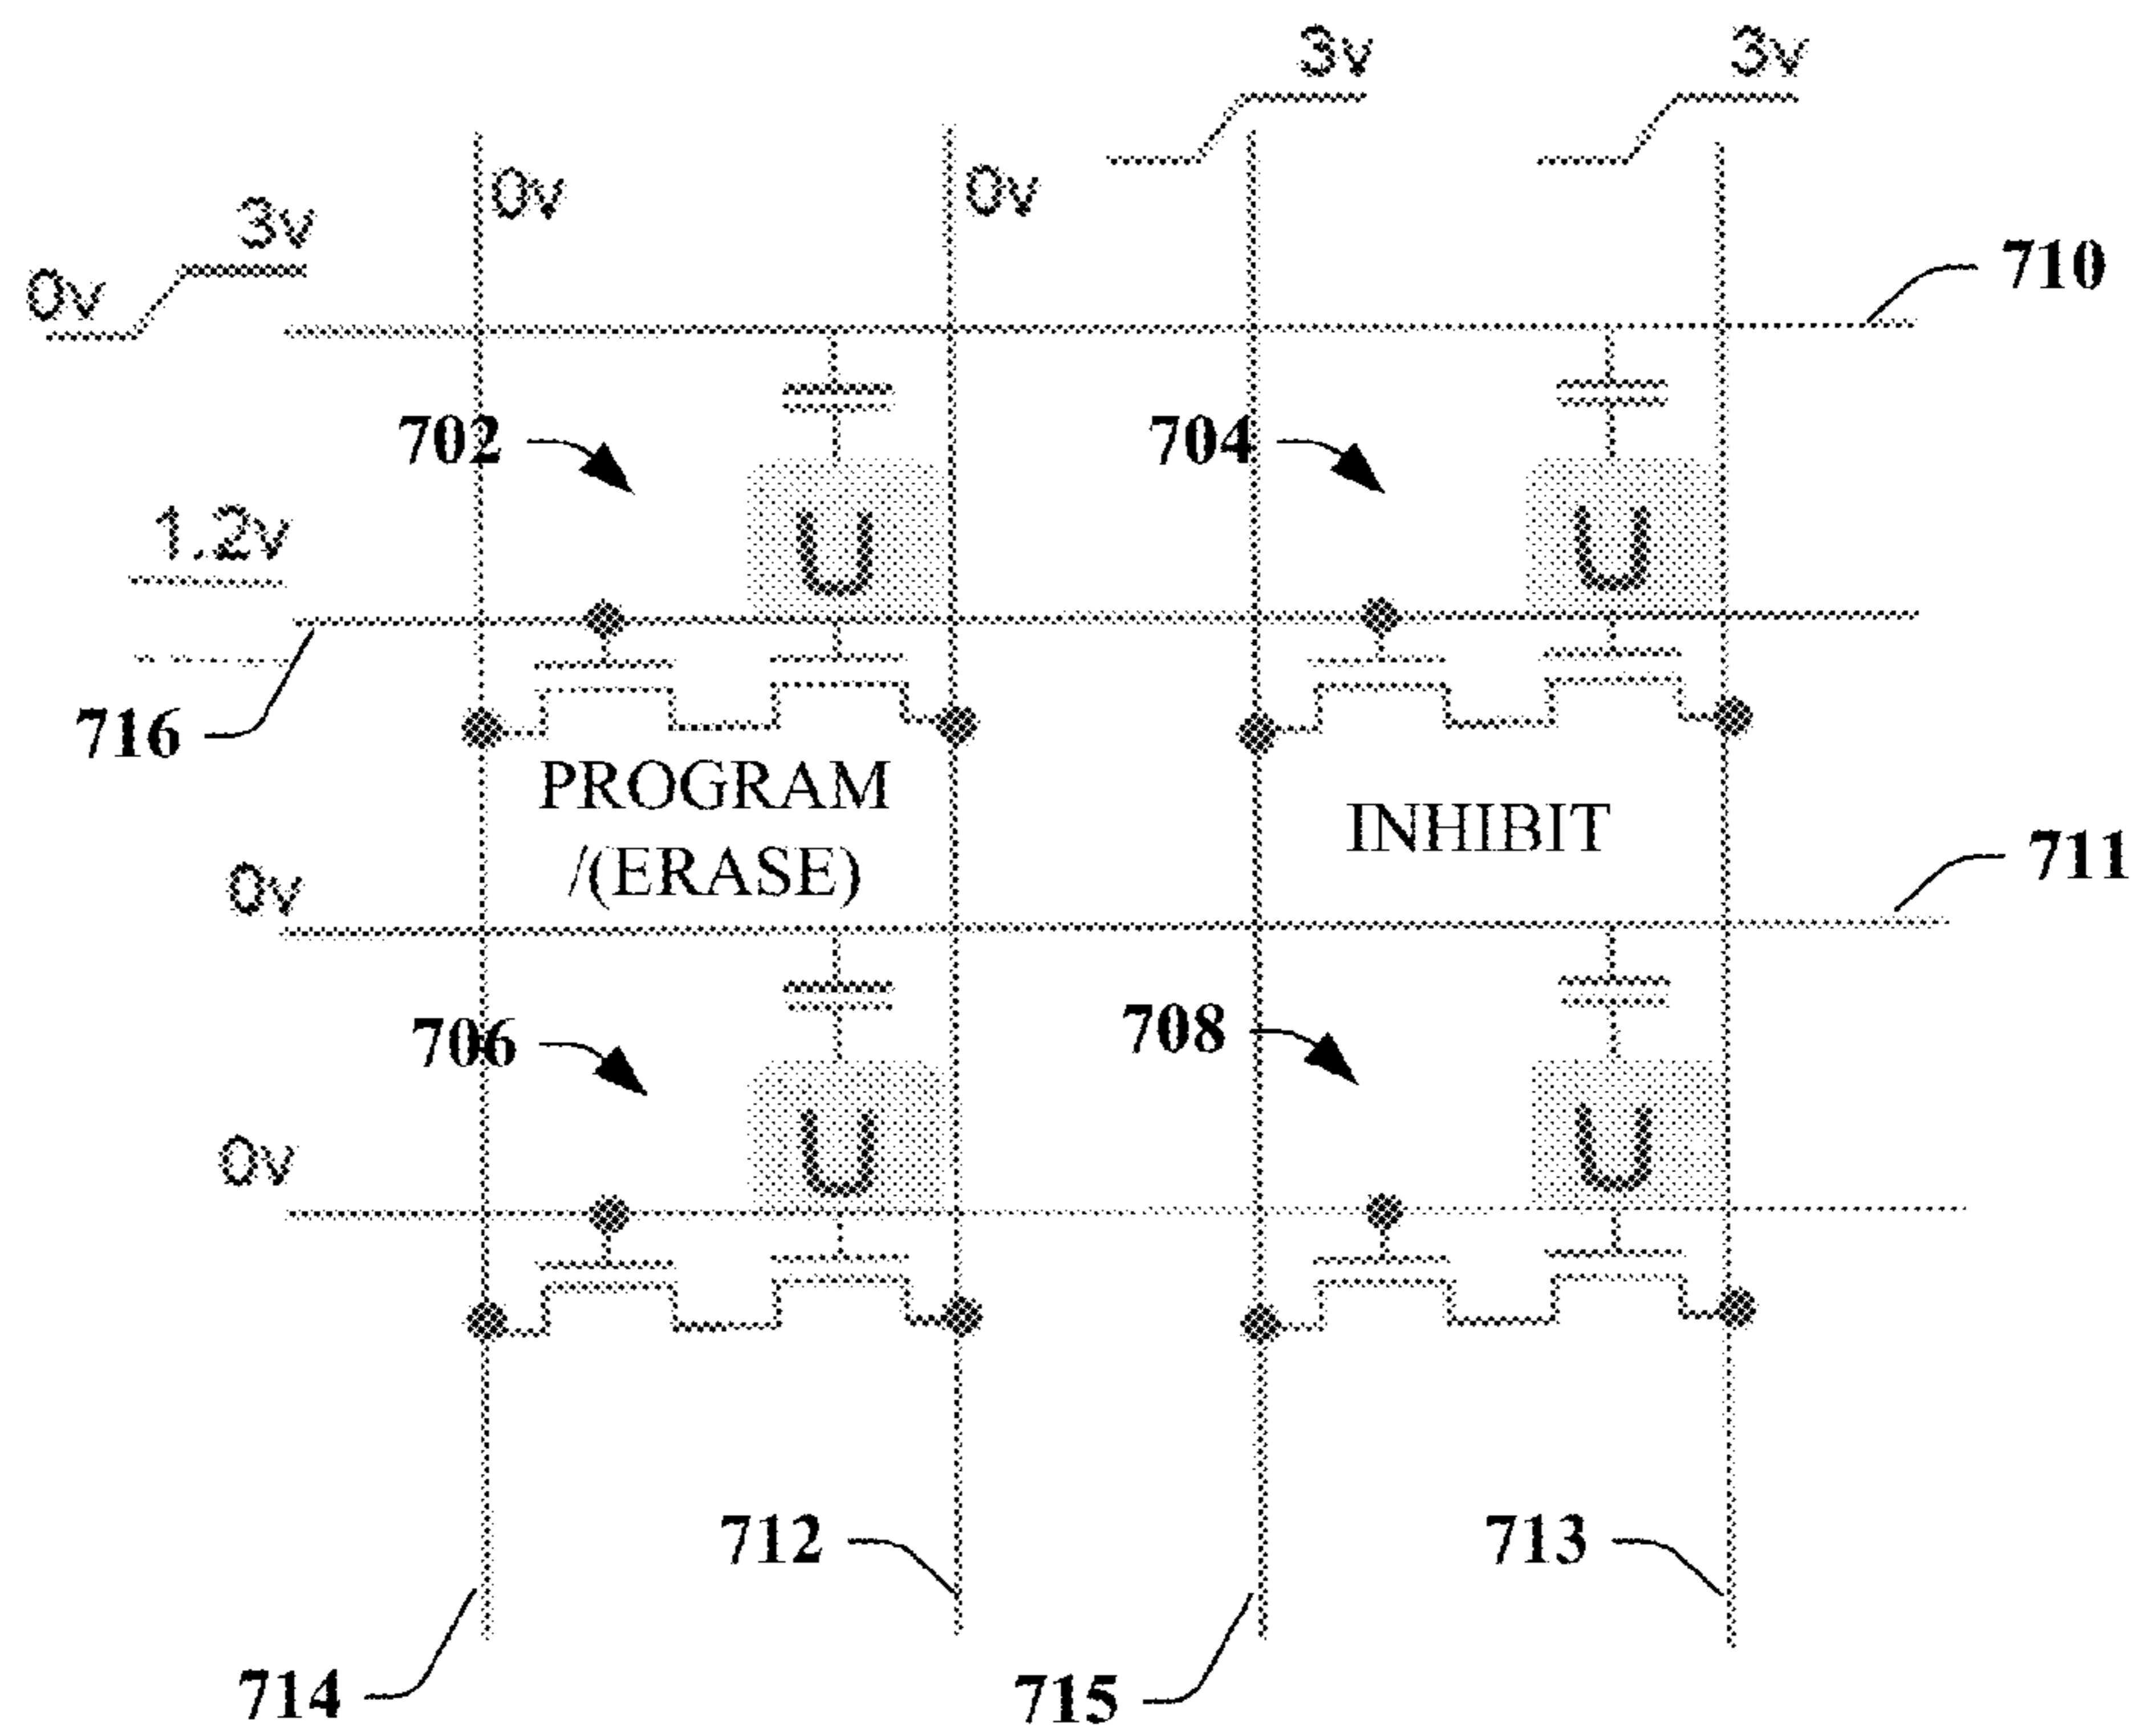 3v
3v
0v
0v
3v
0v
710
702
704
U
U
1.2v
716
PROGRAM
/(ERASE)
INHIBIT
711
0v
706
708
U
U
0v
712
713
714
715